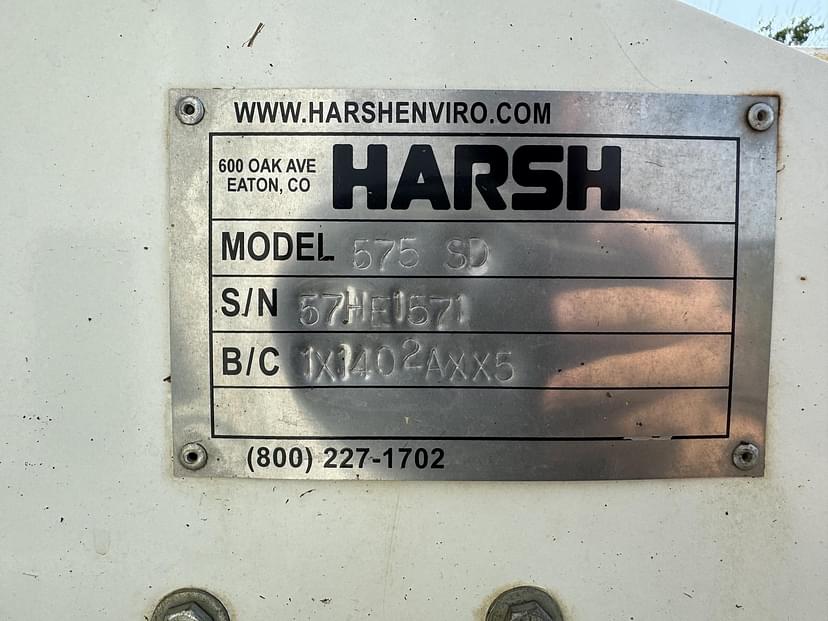 WWW.HARSHENVIRO.COM
600 OAK AVE
EATON, CO
HARSH
MODEL 575 SD
S/N 57HE1571
B/C 1X1402AXX5
(800) 227-1702